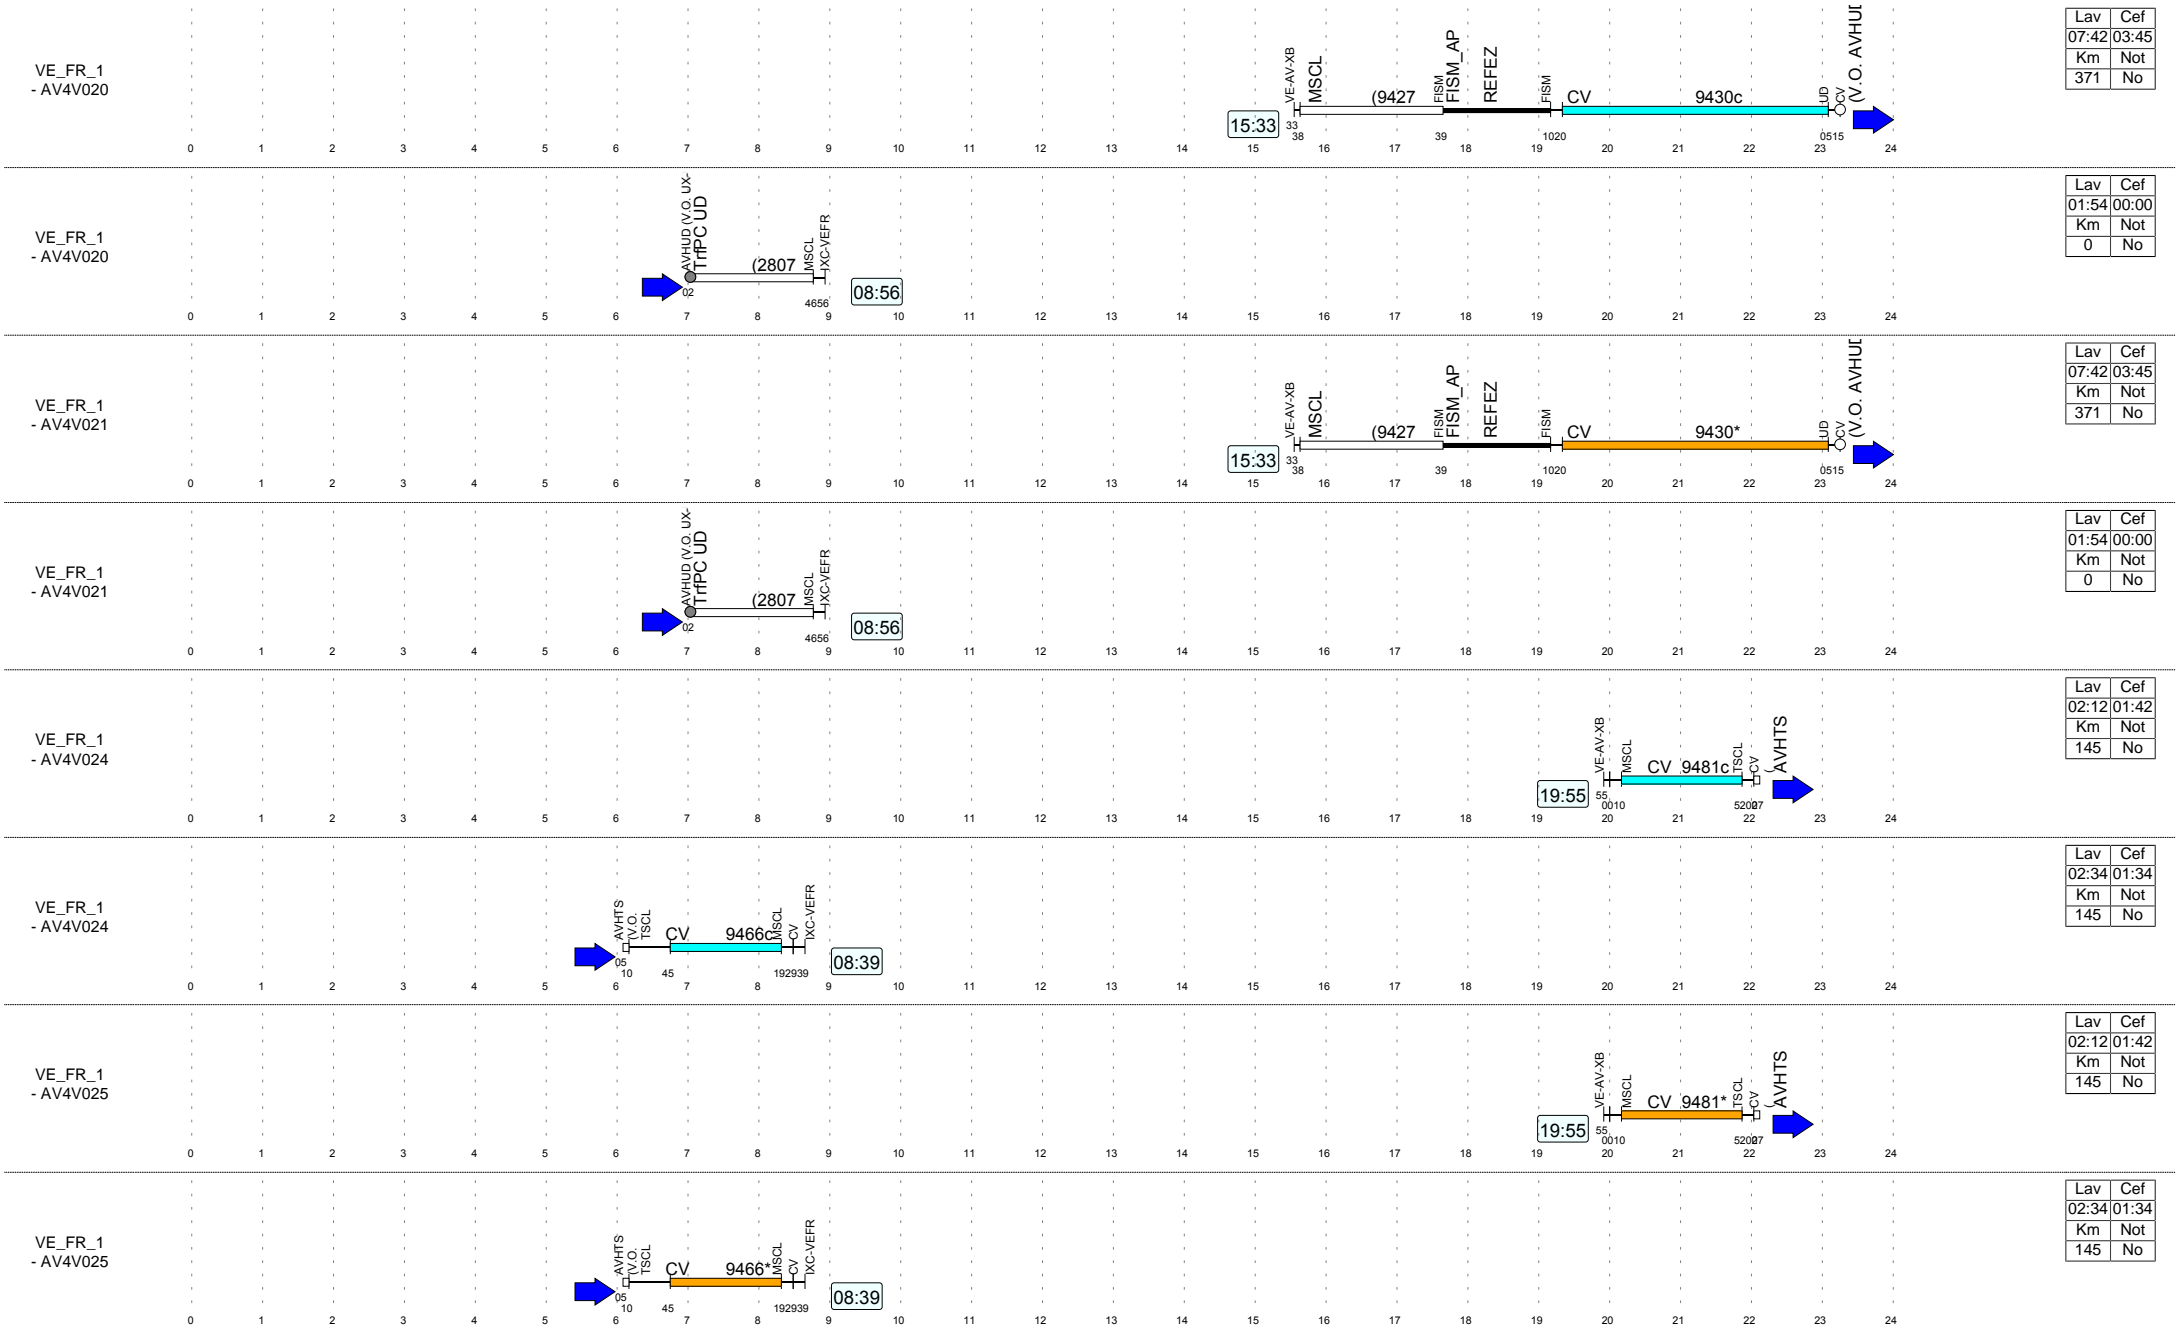 Lav Cef
07:42 03:45
Km Not
371 No
VE_FR_1
- AV4V020
15:33
VE-AV-XB
MSCL
(9427
FISM
FISM_AP
REFEZ
FISM
CV
9430c
UD
CV
(V.O. AVHUD
33
38 39 1020 0515
0 1 2 3 4 5 6 7 8 9 10 11 12 13 14 15 16 17 18 19 20 21 22 23 24
Lav Cef
01:54 00:00
Km Not
0 No
VE_FR_1
- AV4V020
AVHUD (V.O. UX-
TrfPC UD
(2807
MSCL
IXC-VEFR
08:56
02
4656
0 1 2 3 4 5 6 7 8 9 10 11 12 13 14 15 16 17 18 19 20 21 22 23 24
Lav Cef
07:42 03:45
Km Not
371 No
VE_FR_1
- AV4V021
15:33
VE-AV-XB
MSCL
(9427
FISM
FISM_AP
REFEZ
FISM
CV
9430*
UD
CV
(V.O. AVHUD
33
38 39 1020 0515
0 1 2 3 4 5 6 7 8 9 10 11 12 13 14 15 16 17 18 19 20 21 22 23 24
Lav Cef
01:54 00:00
Km Not
0 No
VE_FR_1
- AV4V021
AVHUD (V.O. UX-
TrfPC UD
(2807
MSCL
IXC-VEFR
08:56
02
4656
0 1 2 3 4 5 6 7 8 9 10 11 12 13 14 15 16 17 18 19 20 21 22 23 24
Lav Cef
02:12 01:42
Km Not
145 No
VE_FR_1
- AV4V024
19:55
VE-AV-XB
MSCL
CV 9481c
TSCL
CV
(
AVHTS
55
0010
0 1 2 3 4 5 6 7 8 9 10 11 12 13 14 15 16 17 18 19 20 21 22 23 24
Lav Cef
02:34 01:34
Km Not
145 No
VE_FR_1
- AV4V024
AVHTS
(V.O.
TSCL
CV
9466c
MSCL
CV
IXC-VEFR
08:39
05
10 45 192939
0 1 2 3 4 5 6 7 8 9 10 11 12 13 14 15 16 17 18 19 20 21 22 23 24
Lav Cef
02:12 01:42
Km Not
145 No
VE_FR_1
- AV4V025
19:55
VE-AV-XB
MSCL
CV 9481*
TSCL
CV
(
AVHTS
55
0010
0 1 2 3 4 5 6 7 8 9 10 11 12 13 14 15 16 17 18 19 20 21 22 23 24
Lav Cef
02:34 01:34
Km Not
145 No
VE_FR_1
- AV4V025
AVHTS
(V.O.
TSCL
CV
9466*
MSCL
CV
IXC-VEFR
08:39
05
10 45 192939
0 1 2 3 4 5 6 7 8 9 10 11 12 13 14 15 16 17 18 19 20 21 22 23 24